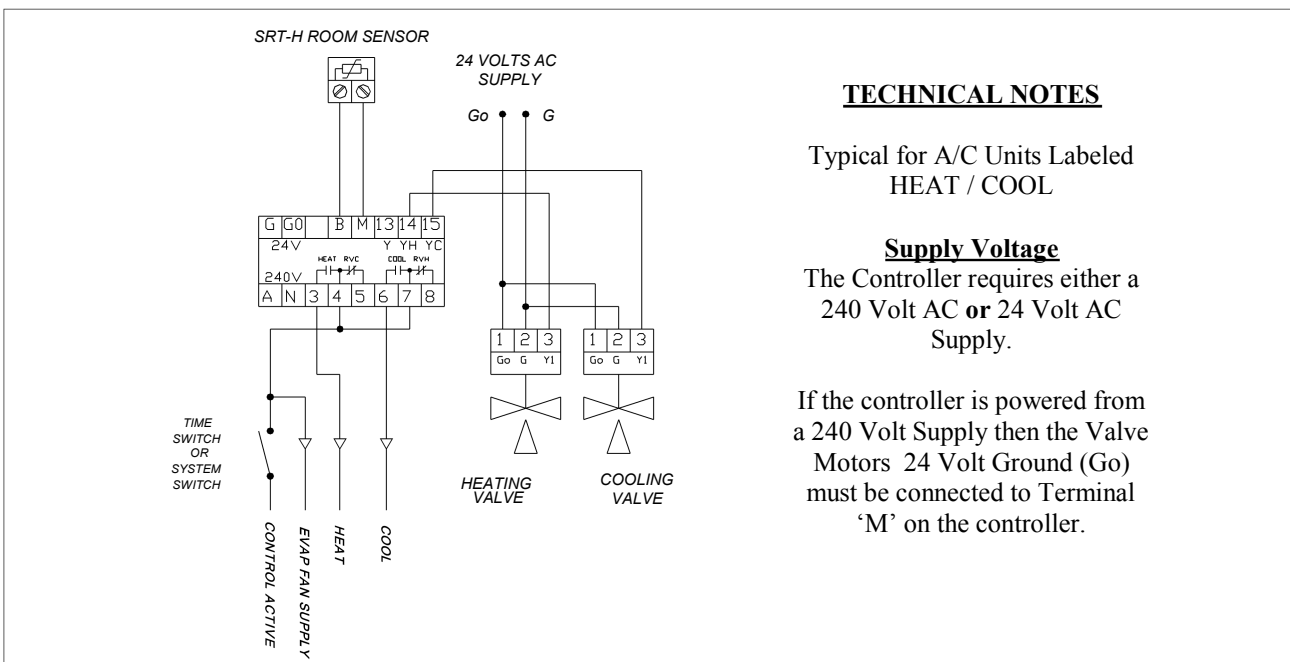 SRT-H ROOM SENSOR
24 VOLTS AC
SUPPLY
Go G
G G0 B M 13 14 15
24V Y YH YC
HEAT RVC COOL RVH
240V
A N 3 4 5 6 7 8
1 2 3
Go G Y1
1 2 3
Go G Y1
TIME
SWITCH
OR
SYSTEM
SWITCH
HEATING
VALVE
COOLING
VALVE
CONTROL ACTIVE
EVAP FAN SUPPLY
HEAT
COOL
TECHNICAL NOTES
Typical for A/C Units Labeled
HEAT / COOL
Supply Voltage
The Controller requires either a
240 Volt AC or 24 Volt AC
Supply.
If the controller is powered from
a 240 Volt Supply then the Valve
Motors 24 Volt Ground (Go)
must be connected to Terminal
‘M’ on the controller.